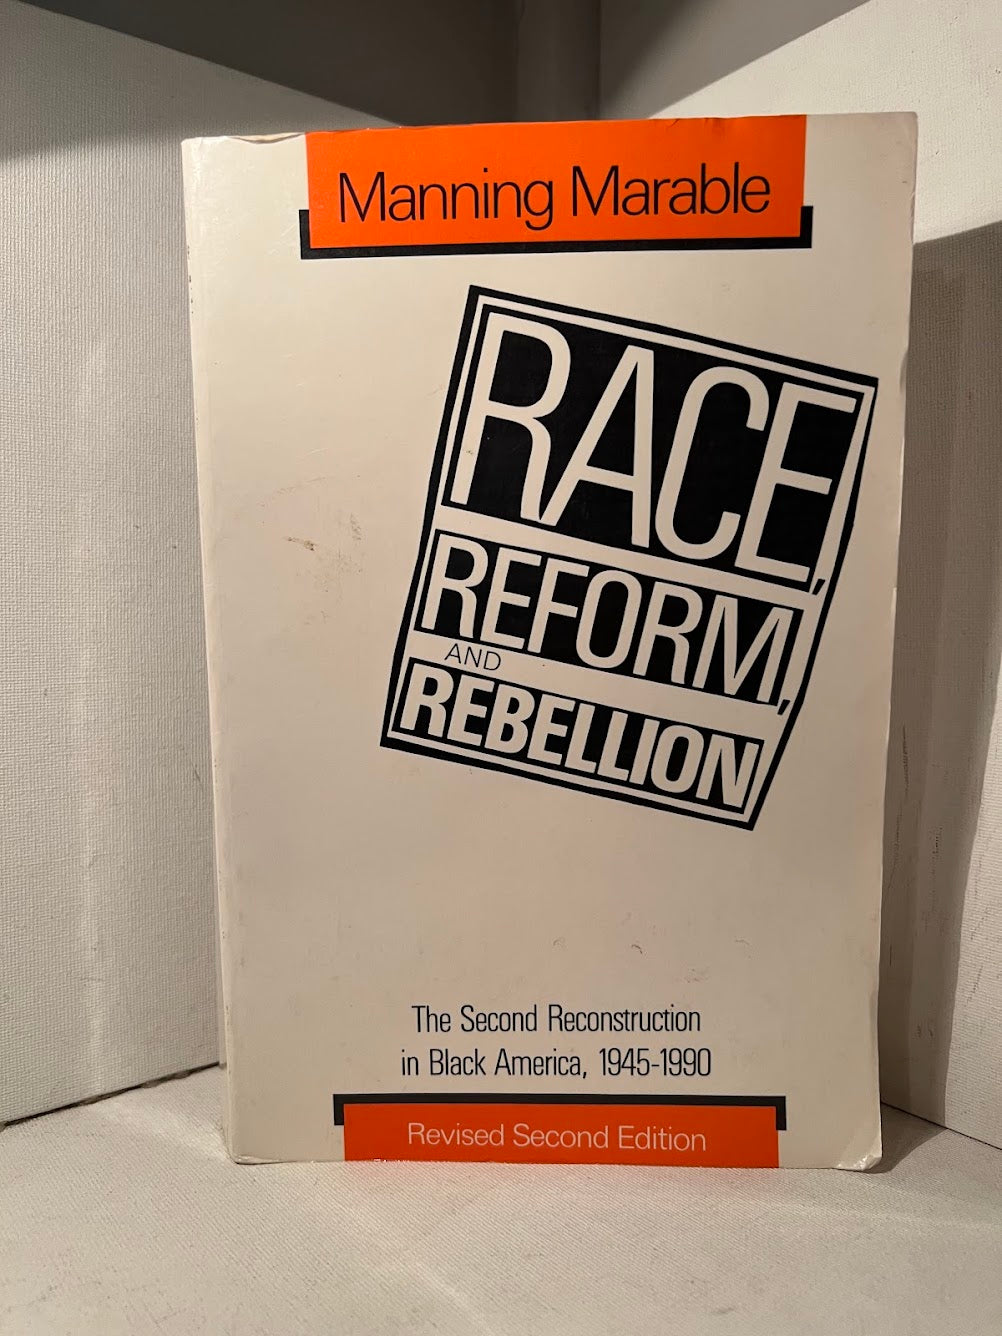 Manning Marable
RACE,
REFORM,
AND
REBELLION
The Second Reconstruction
in Black America, 1945-1990
Revised Second Edition